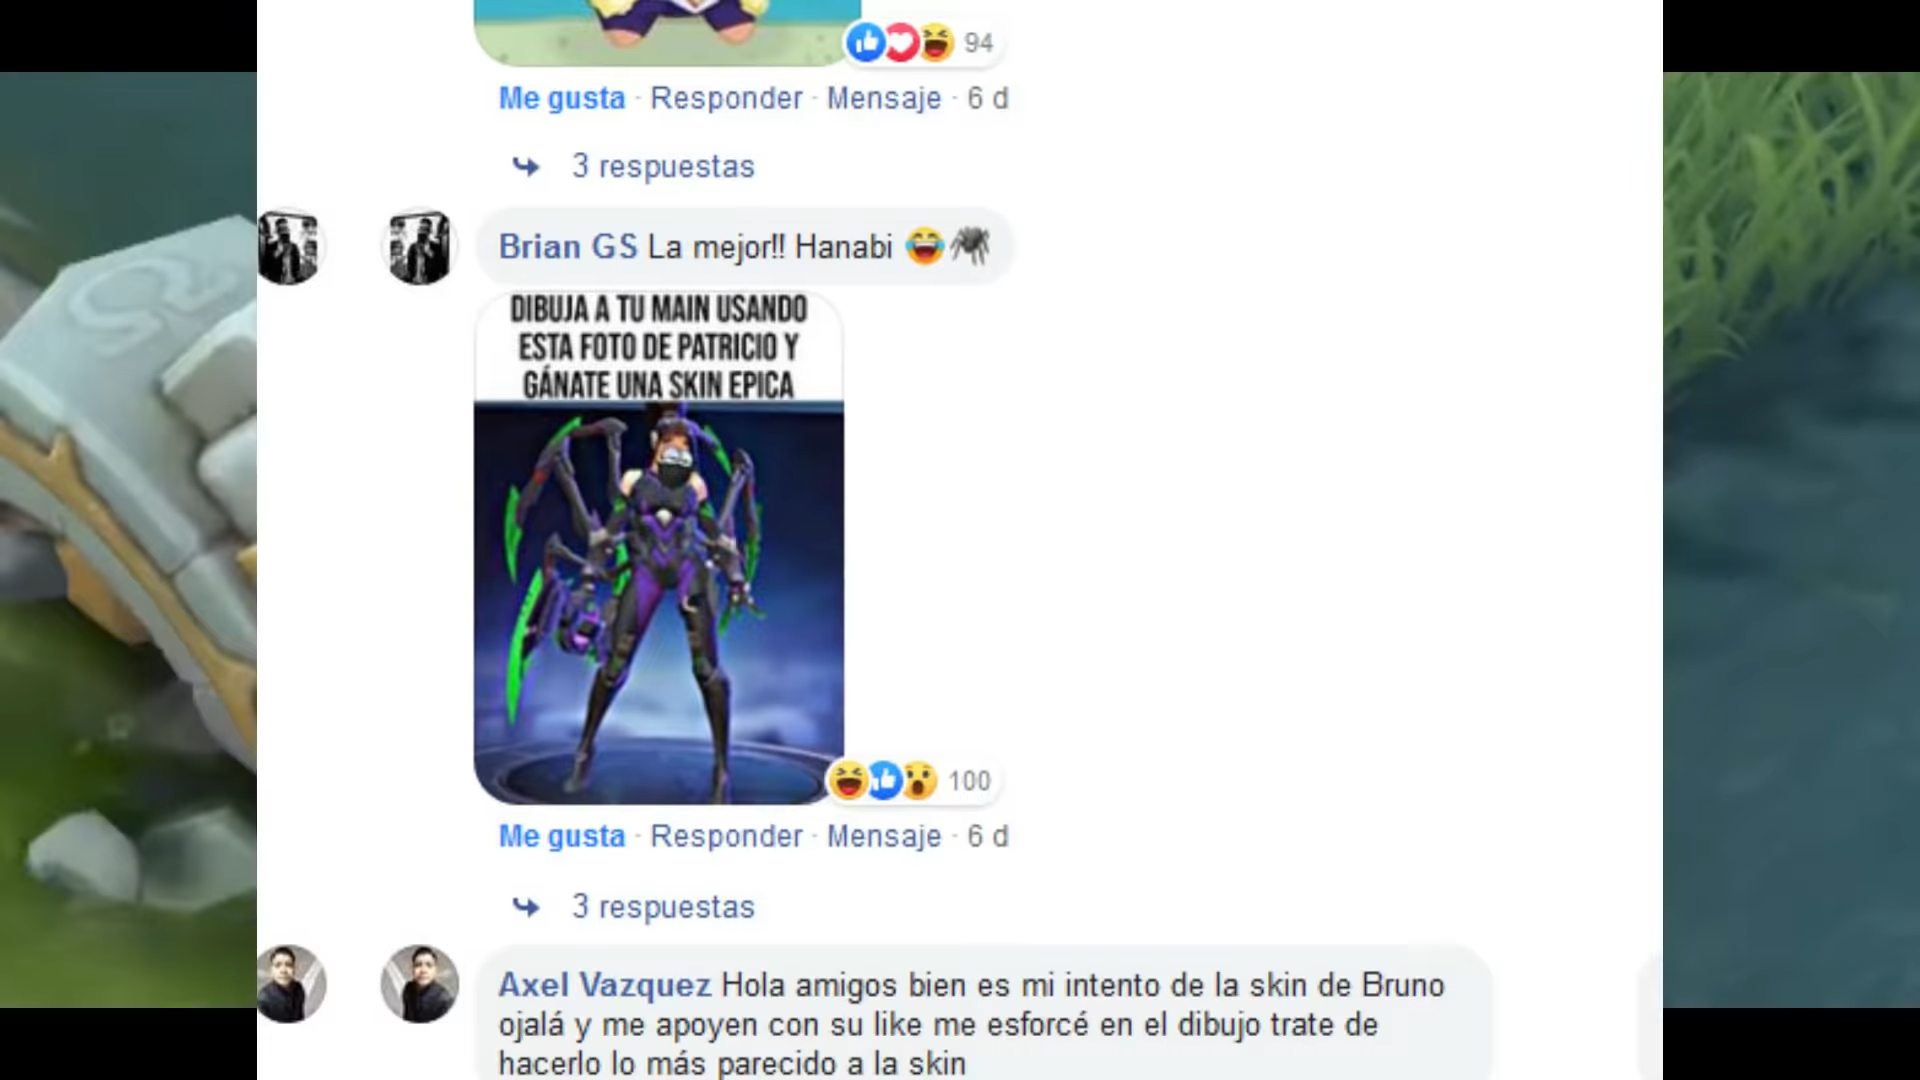 94
Me gusta · Responder · Mensaje · 6 d
3 respuestas
Brian GS La mejor!! Hanabi 😂🕷
DIBUJA A TU MAIN USANDO
ESTA FOTO DE PATRICIO Y
GÁNATE UNA SKIN EPICA
100
Me gusta · Responder · Mensaje · 6 d
3 respuestas
Axel Vazquez Hola amigos bien es mi intento de la skin de Bruno
ojalá y me apoyen con su like me esforcé en el dibujo trate de
hacerlo lo más parecido a la skin